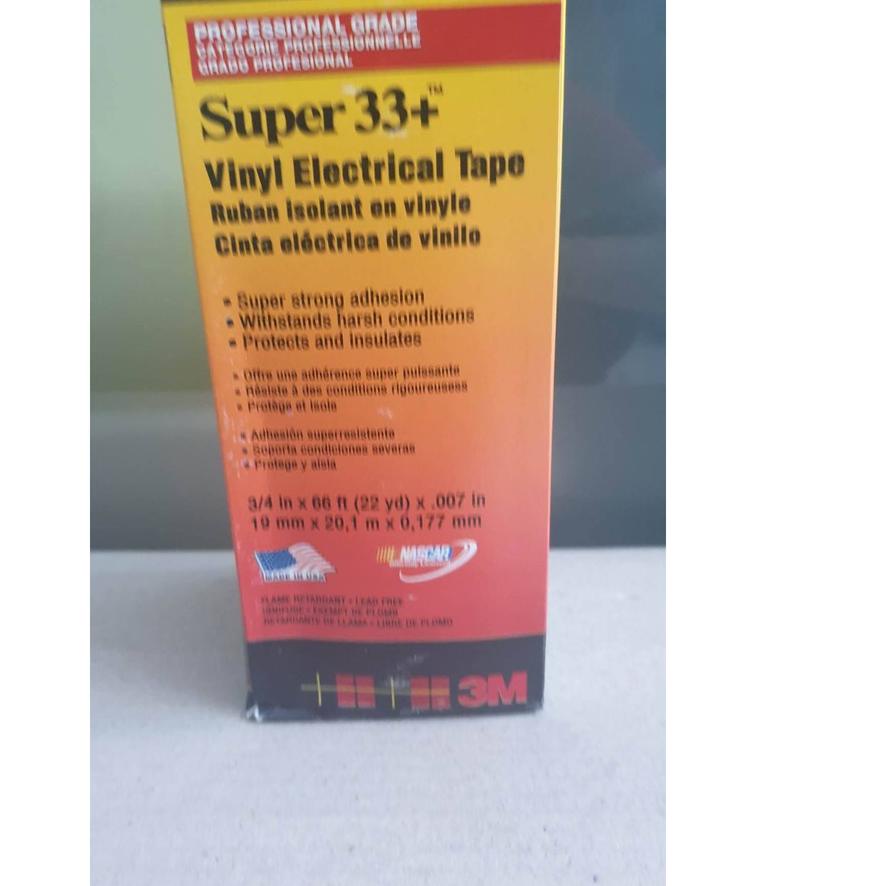 PROFESSIONAL GRADE
CATÉGORIE PROFESSIONNELLE
GRADO PROFESIONAL
Super 33+™
Vinyl Electrical Tape
Ruban isolant en vinyle
Cinta eléctrica de vinilo
• Super strong adhesion
• Withstands harsh conditions
• Protects and insulates
• Offre une adhérence super puissante
• Résiste à des conditions rigoureuses
• Protège et isole
• Adhesión superresistente
• Soporta condiciones severas
• Protege y aisla
3/4 in x 66 ft (22 yd) x .007 in
19 mm x 20,1 m x 0,177 mm
MADE IN USA
NASCAR
FLAME RETARDANT • LEAD FREE
IGNIFUGE • EXEMPT DE PLOMB
RETARDANTE DE LLAMA • LIBRE DE PLOMO
3M